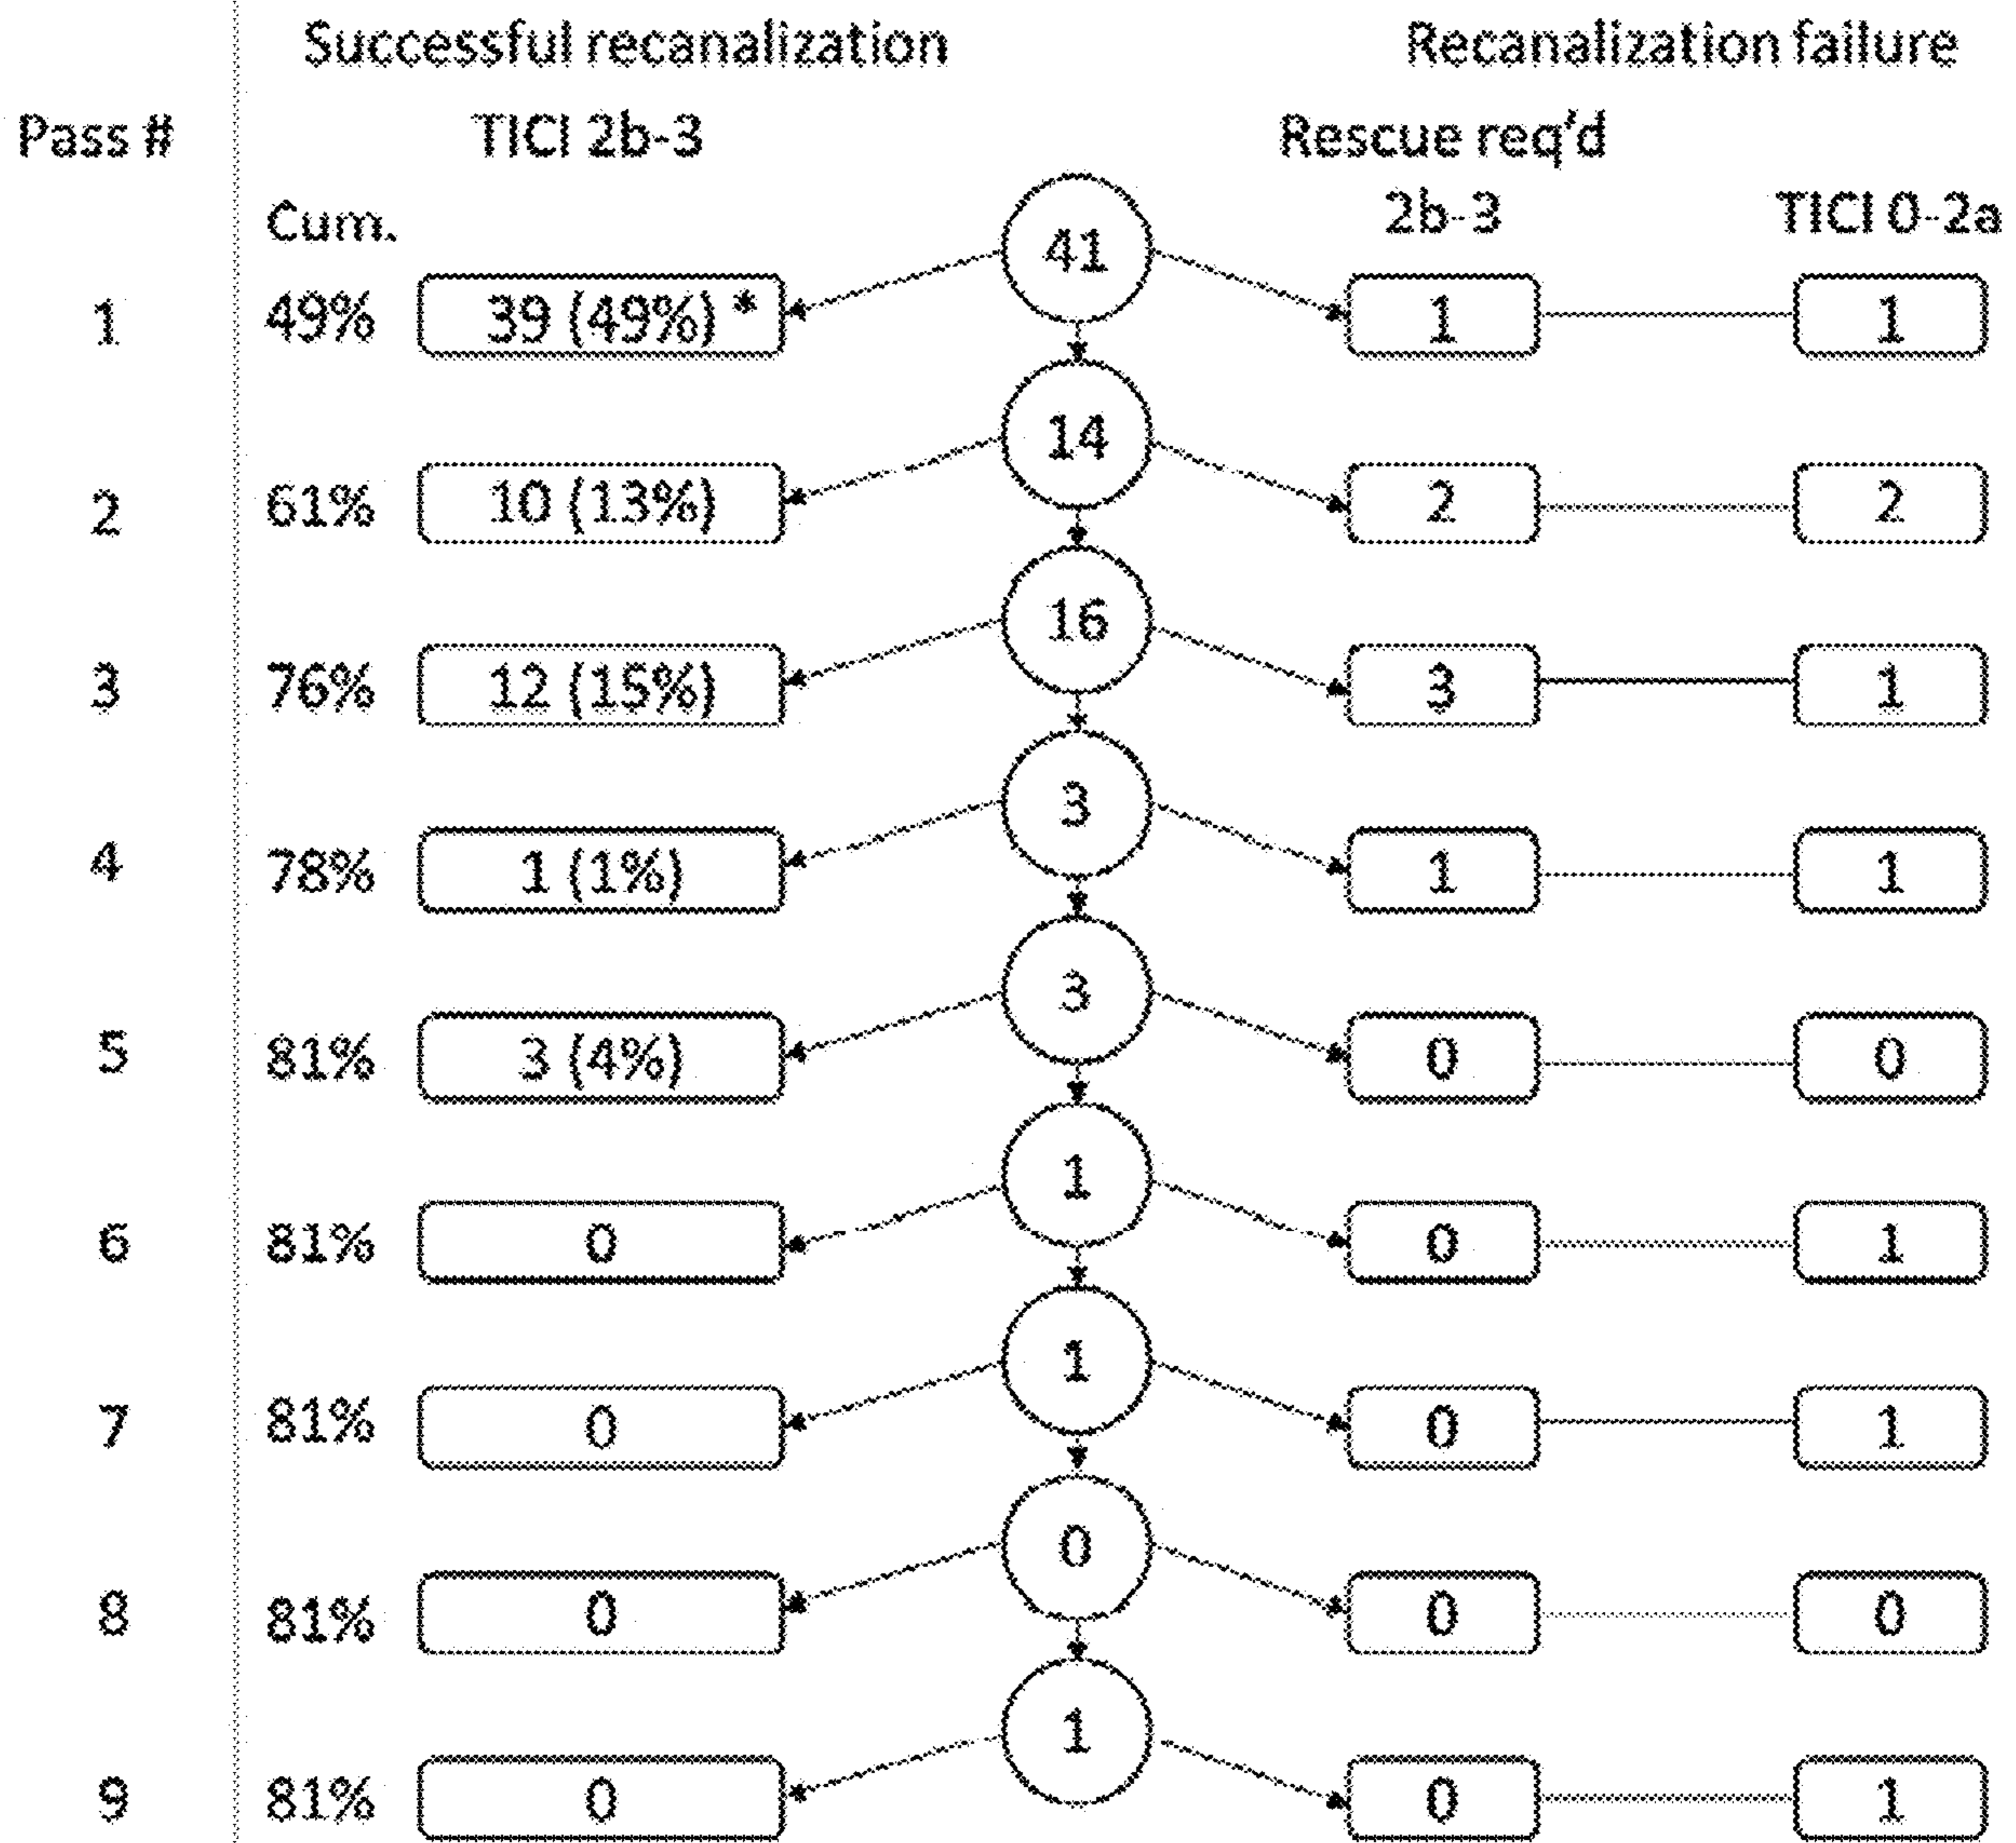 Successful recanalization Recanalization failure
Pass # TICI 2b-3 Rescue req'd
Cum. 2b-3 TICI 0-2a
41
1 49% 39 (49%) * 1 1
14
2 61% 10 (13%) 2 2
16
3 76% 12 (15%) 3 1
3
4 78% 1 (1%) 1 1
3
5 81% 3 (4%) 0 0
1
6 81% 0 0 1
1
7 81% 0 0 1
0
8 81% 0 0 0
1
9 81% 0 0 1